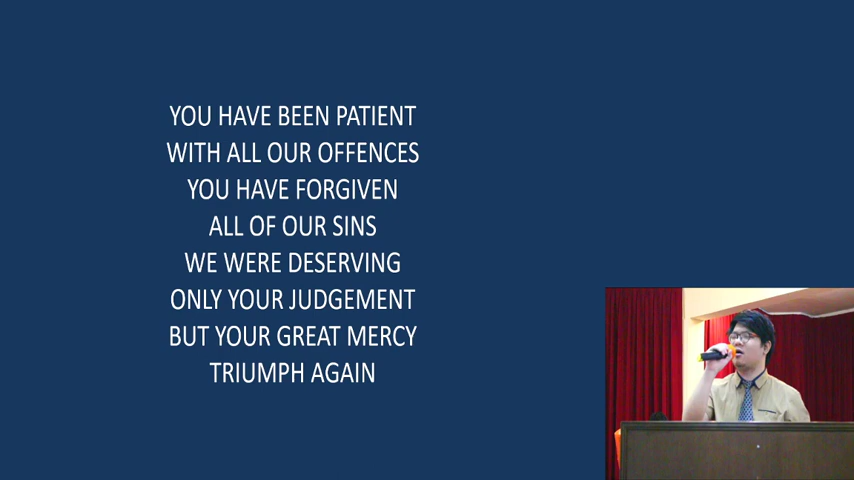 YOU HAVE BEEN PATIENT
WITH ALL OUR OFFENCES
YOU HAVE FORGIVEN
ALL OF OUR SINS
WE WERE DESERVING
ONLY YOUR JUDGEMENT
BUT YOUR GREAT MERCY
TRIUMPH AGAIN